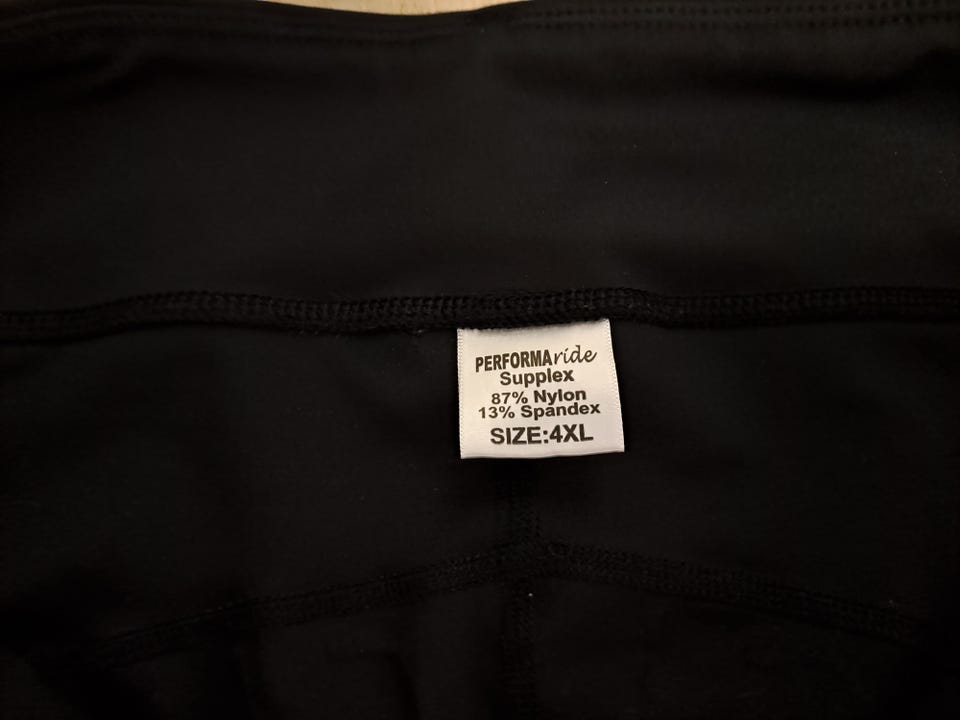 PERFORMAride
Supplex
87% Nylon
13% Spandex
SIZE:4XL